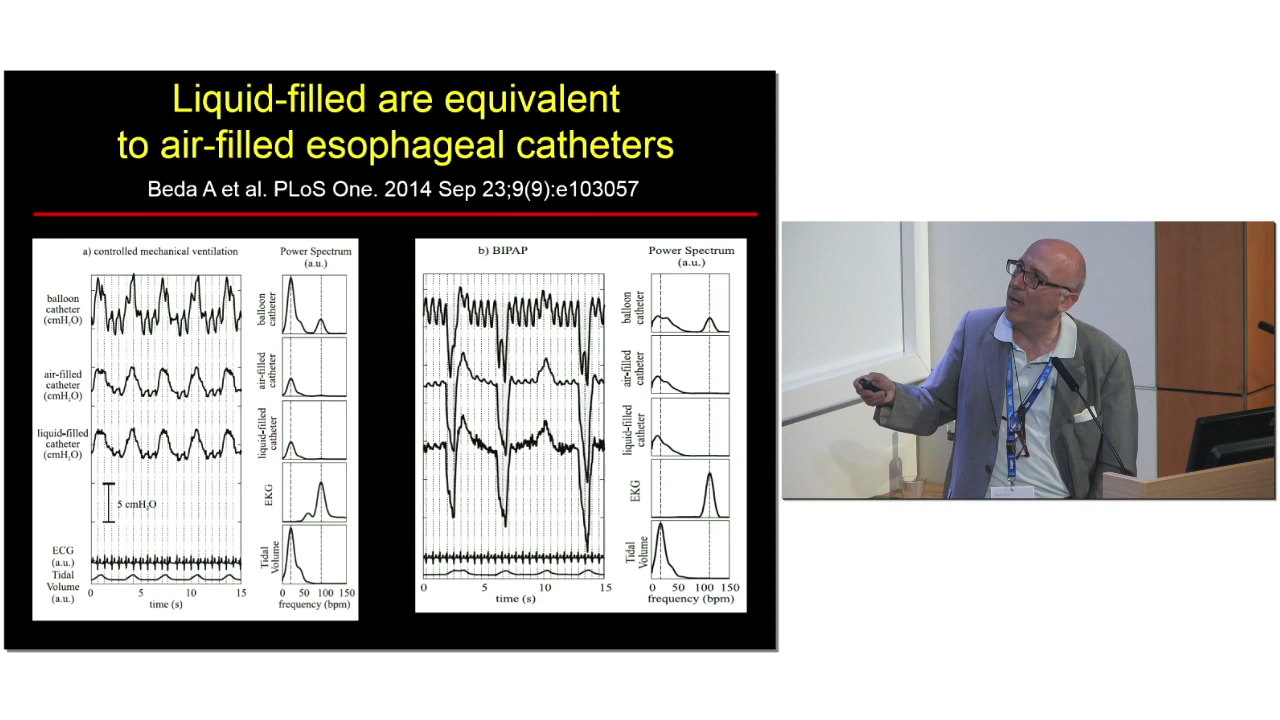 Liquid-filled are equivalent
to air-filled esophageal catheters
Beda A et al. PLoS One. 2014 Sep 23;9(9):e103057
a) controlled mechanical ventilation
Power Spectrum
(a.u.)
balloon
catheter
(cmH₂O)
air-filled
catheter
(cmH₂O)
liquid-filled
catheter
(cmH₂O)
5 cmH₂O
ECG
(a.u.)
Tidal
Volume
(a.u.)
0 5 10 15
time (s)
balloon
catheter
air-filled
catheter
liquid-filled
catheter
EKG
Tidal
Volume
0 50 100 150
frequency (bpm)
b) BIPAP
Power Spectrum
(a.u.)
0 5 10 15
time (s)
balloon
catheter
air-filled
catheter
liquid-filled
catheter
EKG
Tidal
Volume
0 50 100 150
frequency (bpm)